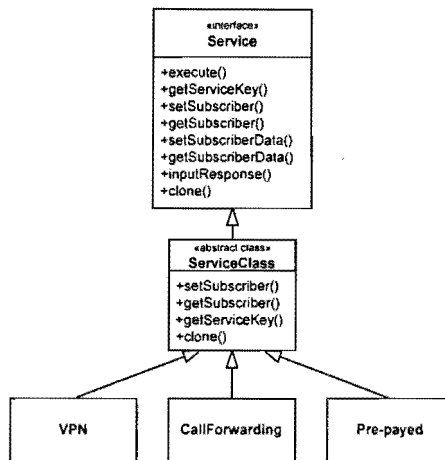 «interface»
Service
+execute()
+getServiceKey()
+setSubscriber()
+getSubscriber()
+setSubscriberData()
+getSubscriberData()
+inputResponse()
+clone()
«abstract class»
ServiceClass
+setSubscriber()
+getSubscriber()
+getServiceKey()
+clone()
VPN
CallForwarding
Pre-payed